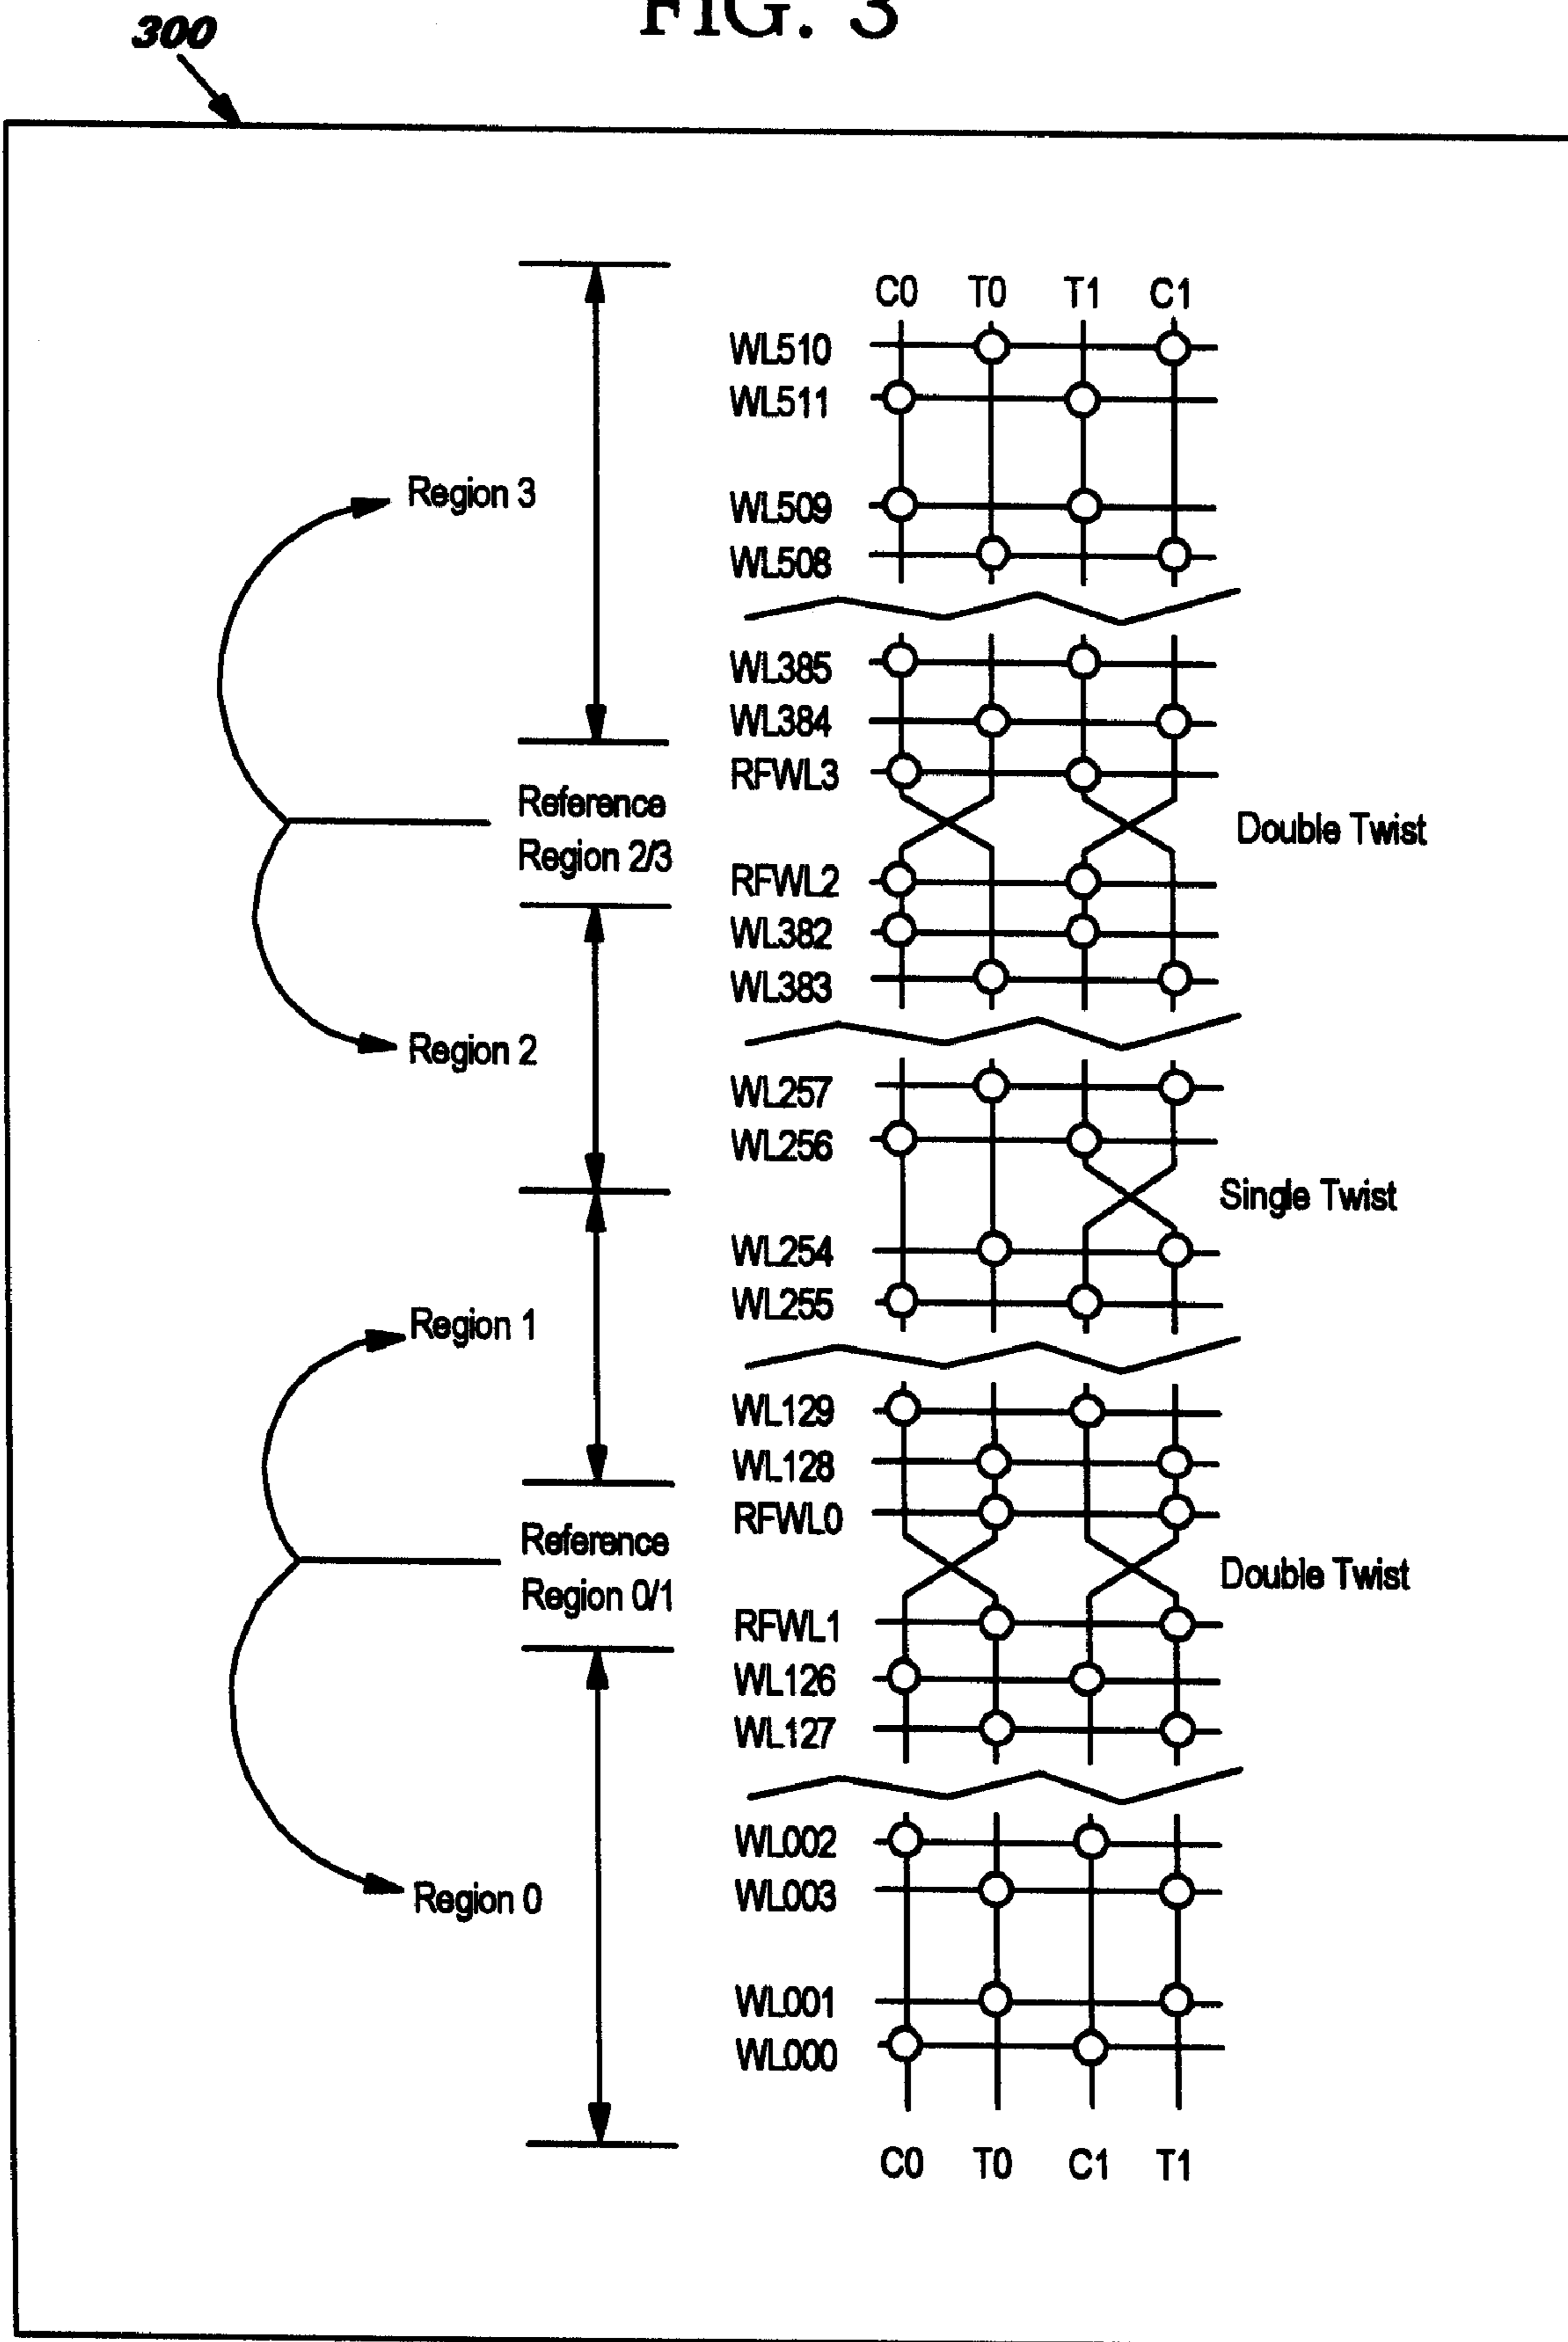 FIG. 3
300
C0 T0 T1 C1
WL510
WL511
Region 3
WL509
WL508
WL385
WL384
RFWL3
Reference
Region 2/3
Double Twist
RFWL2
WL382
WL383
Region 2
WL257
WL256
Single Twist
WL254
WL255
Region 1
WL129
WL128
RFWL0
Reference
Region 0/1
Double Twist
RFWL1
WL126
WL127
WL002
WL003
Region 0
WL001
WL000
C0 T0 C1 T1